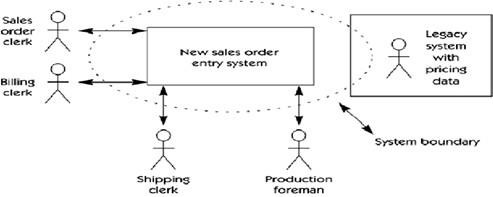 Sales
order
clerk
Billing
clerk
New sales order
entry system
Legacy
system
with
pricing
data
System boundary
Shipping
clerk
Production
foreman